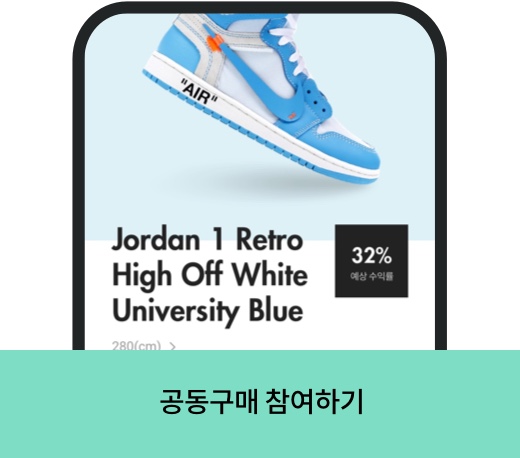 "AIR"
Jordan 1 Retro
High Off White
University Blue
32%
예상 수익률
280(cm) >
공동구매 참여하기